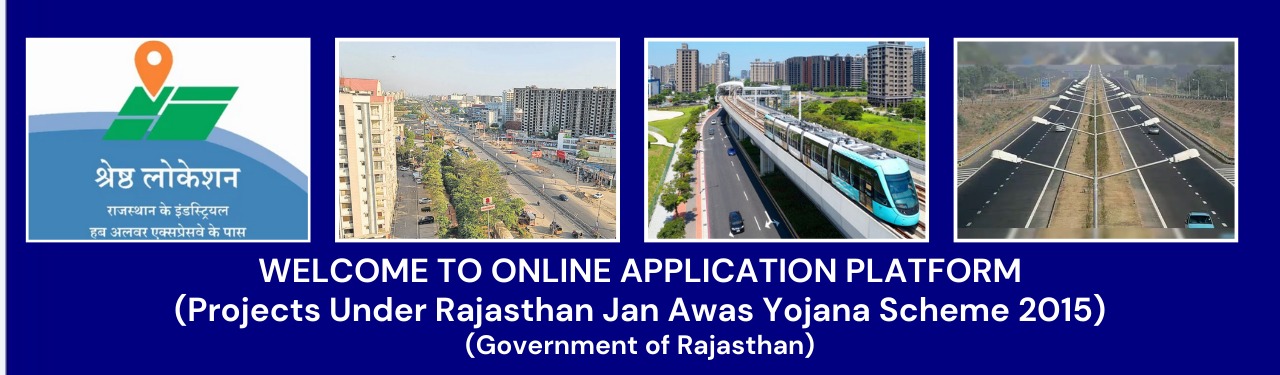 श्रेष्ठ लोकेशन
राजस्थान के इंडस्ट्रियल
हब अलवर एक्सप्रेसवे के पास
WELCOME TO ONLINE APPLICATION PLATFORM
(Projects Under Rajasthan Jan Awas Yojana Scheme 2015)
(Government of Rajasthan)